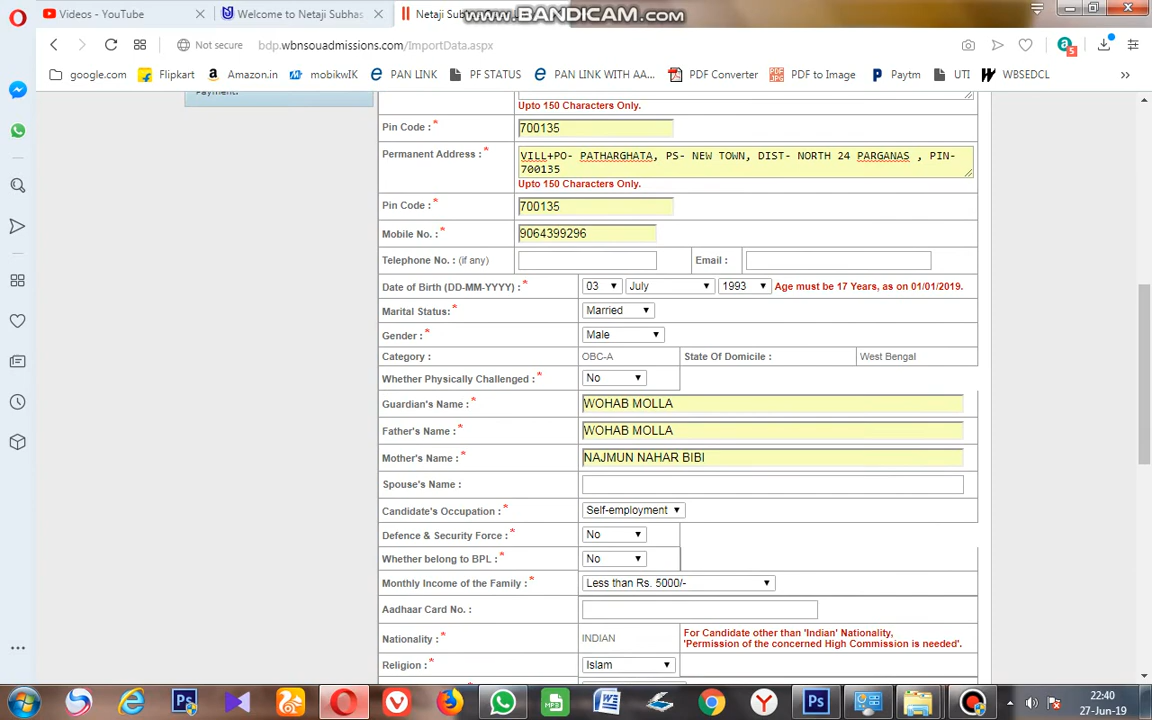 Videos - YouTube
Welcome to Netaji Subhas
Netaji Sub
www.BANDICAM.com
Not secure
bdp.wbnsouadmissions.com/ImportData.aspx
google.com
Flipkart
Amazon.in
mobikwIK
PAN LINK
PF STATUS
PAN LINK WITH AA...
PDF Converter
PDF to Image
Paytm
UTI
WBSEDCL
Payment.
Upto 150 Characters Only.
Pin Code : * 700135
Permanent Address : * VILL+PO- PATHARGHATA, PS- NEW TOWN, DIST- NORTH 24 PARGANAS , PIN-
700135
Upto 150 Characters Only.
Pin Code : * 700135
Mobile No. : * 9064399296
Telephone No. : (if any) Email :
Date of Birth (DD-MM-YYYY) : * 03 July 1993 Age must be 17 Years, as on 01/01/2019.
Marital Status: * Married
Gender : * Male
Category : OBC-A State Of Domicile : West Bengal
Whether Physically Challenged : * No
Guardian's Name : * WOHAB MOLLA
Father's Name : * WOHAB MOLLA
Mother's Name : * NAJMUN NAHAR BIBI
Spouse's Name :
Candidate's Occupation : * Self-employment
Defence & Security Force : * No
Whether belong to BPL : * No
Monthly Income of the Family : * Less than Rs. 5000/-
Aadhaar Card No. :
Nationality : * INDIAN For Candidate other than 'Indian' Nationality,
'Permission of the concerned High Commission is needed'.
Religion : * Islam
22:40
27-Jun-19